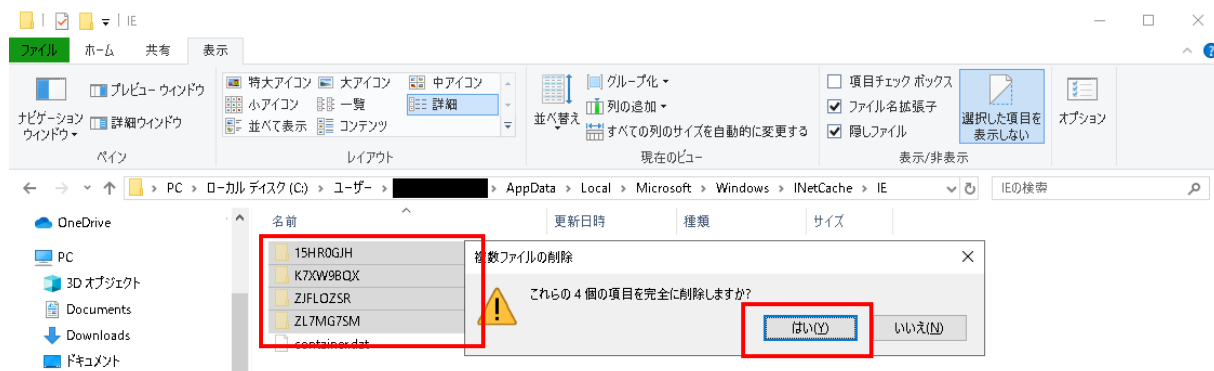 IE
ファイル ホーム 共有 表示
ナビゲーション ウィンドウ
プレビュー ウィンドウ
詳細ウィンドウ
ペイン
特大アイコン 大アイコン 中アイコン
小アイコン 一覧 詳細
並べて表示 コンテンツ
レイアウト
並べ替え
グループ化
列の追加
すべての列のサイズを自動的に変更する
現在のビュー
項目チェック ボックス
ファイル名拡張子
隠しファイル
選択した項目を
表示しない
表示/非表示
オプション
PC > ローカル ディスク (C:) > ユーザー > > AppData > Local > Microsoft > Windows > INetCache > IE
IEの検索
OneDrive
PC
3D オブジェクト
Documents
Downloads
ドキュメント
名前 更新日時 種類 サイズ
15HR0GJH
K7XW9BQX
ZJFLOZSR
ZL7MG7SM
container.dat
複数ファイルの削除
これらの 4 個の項目を完全に削除しますか?
はい(Y) いいえ(N)